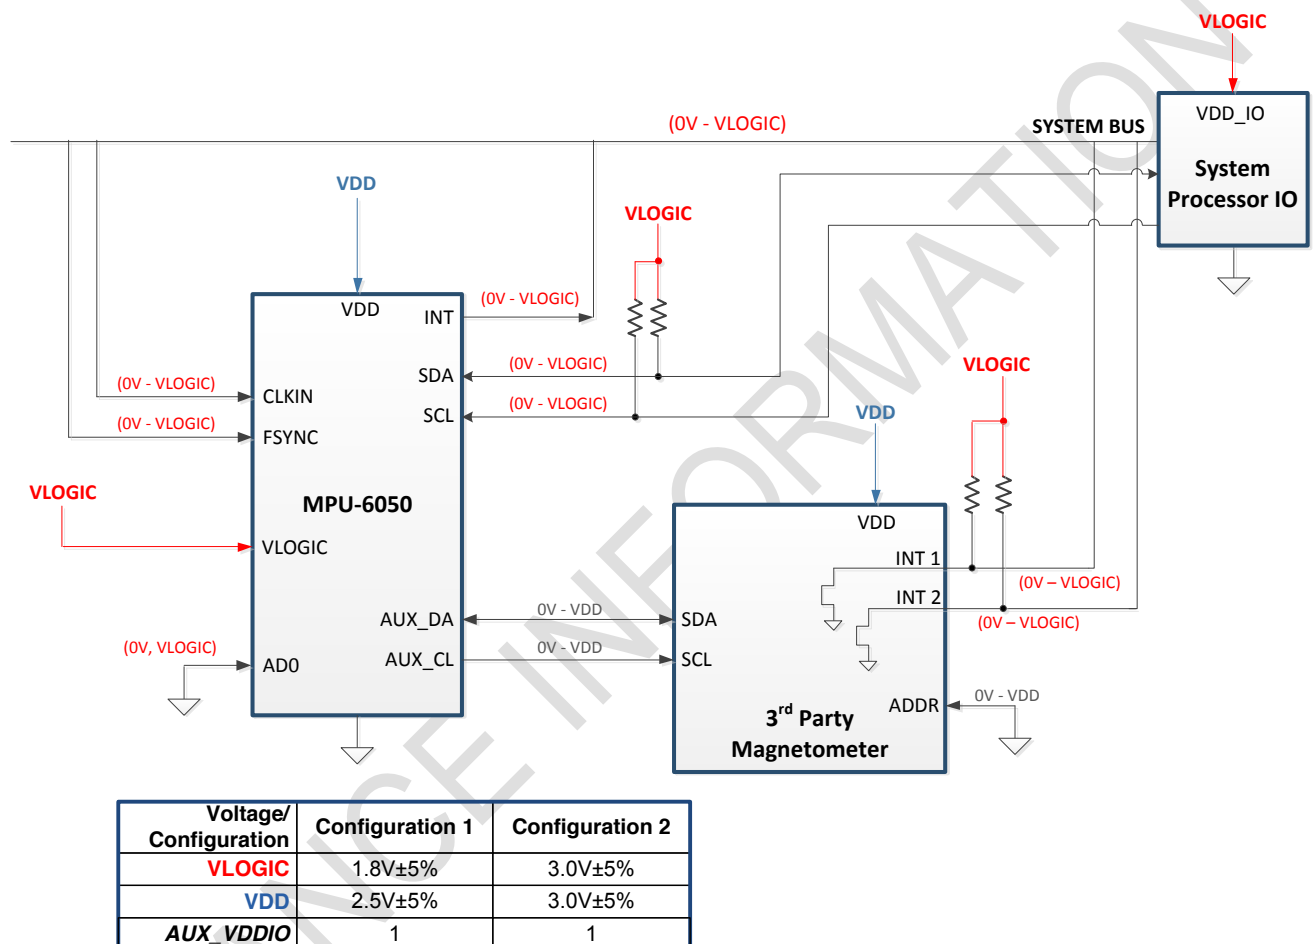 VLOGIC
(0V - VLOGIC)
SYSTEM BUS
VDD_IO
System
Processor IO
VDD
VLOGIC
VDD
INT
(0V - VLOGIC)
SDA
(0V - VLOGIC)
SCL
(0V - VLOGIC)
(0V - VLOGIC)
CLKIN
(0V - VLOGIC)
FSYNC
VLOGIC
VDD
MPU-6050
VLOGIC
VLOGIC
VDD
INT 1
(0V – VLOGIC)
INT 2
(0V – VLOGIC)
AUX_DA
0V - VDD
SDA
AUX_CL
0V - VDD
SCL
(0V, VLOGIC)
AD0
ADDR
0V - VDD
3rd Party
Magnetometer
Voltage/
Configuration
Configuration 1
Configuration 2
VLOGIC 1.8V±5% 3.0V±5%
VDD 2.5V±5% 3.0V±5%
AUX_VDDIO 1 1
ANCE INFORMATION